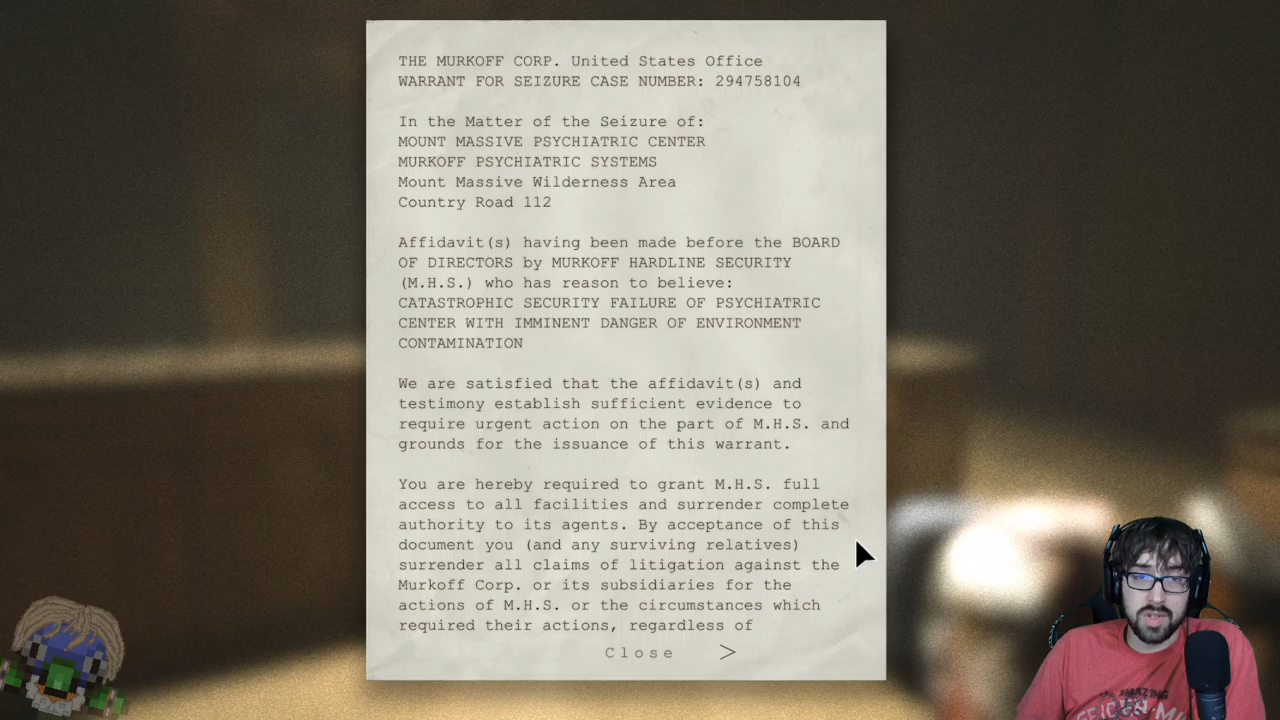 THE MURKOFF CORP. United States Office
WARRANT FOR SEIZURE CASE NUMBER: 294758104
In the Matter of the Seizure of:
MOUNT MASSIVE PSYCHIATRIC CENTER
MURKOFF PSYCHIATRIC SYSTEMS
Mount Massive Wilderness Area
Country Road 112
Affidavit(s) having been made before the BOARD
OF DIRECTORS by MURKOFF HARDLINE SECURITY
(M.H.S.) who has reason to believe:
CATASTROPHIC SECURITY FAILURE OF PSYCHIATRIC
CENTER WITH IMMINENT DANGER OF ENVIRONMENT
CONTAMINATION
We are satisfied that the affidavit(s) and
testimony establish sufficient evidence to
require urgent action on the part of M.H.S. and
grounds for the issuance of this warrant.
You are hereby required to grant M.H.S. full
access to all facilities and surrender complete
authority to its agents. By acceptance of this
document you (and any surviving relatives)
surrender all claims of litigation against the
Murkoff Corp. or its subsidiaries for the
actions of M.H.S. or the circumstances which
required their actions, regardless of
Close >
AMAZING